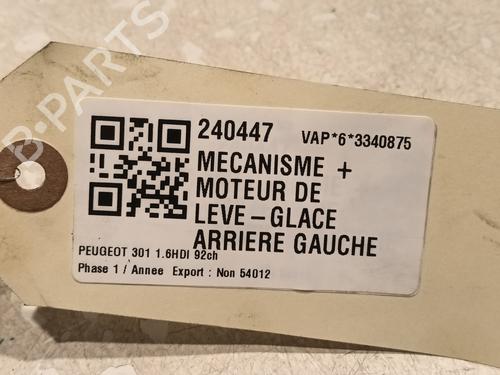 240447 VAP*6*3340875
MECANISME +
MOTEUR DE
LEVE-GLACE
ARRIERE GAUCHE
PEUGEOT 301 1.6HDI 92ch
Phase 1 / Annee Export : Non 54012
B-PARTS